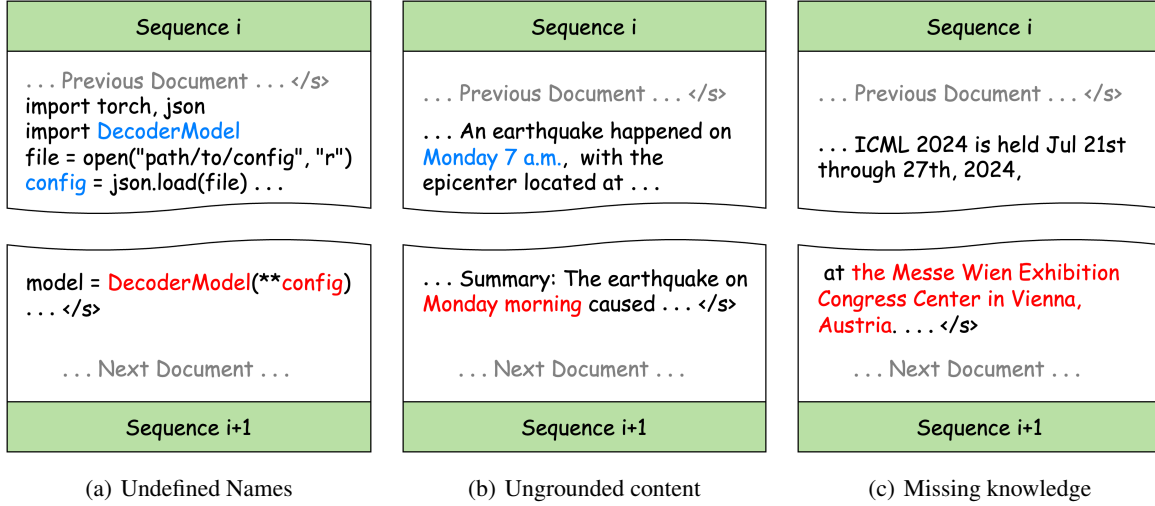 Sequence i
. . . Previous Document . . . </s>
import torch, json
import DecoderModel
file = open("path/to/config", "r")
config = json.load(file) . . .
model = DecoderModel(**config)
. . . </s>
. . . Next Document . . .
Sequence i+1
(a) Undefined Names
Sequence i
. . . Previous Document . . . </s>
. . . An earthquake happened on
Monday 7 a.m., with the
epicenter located at . . .
. . . Summary: The earthquake on
Monday morning caused . . . </s>
. . . Next Document . . .
Sequence i+1
(b) Ungrounded content
Sequence i
. . . Previous Document . . . </s>
. . . ICML 2024 is held Jul 21st
through 27th, 2024,
at the Messe Wien Exhibition
Congress Center in Vienna,
Austria. . . . </s>
. . . Next Document . . .
Sequence i+1
(c) Missing knowledge